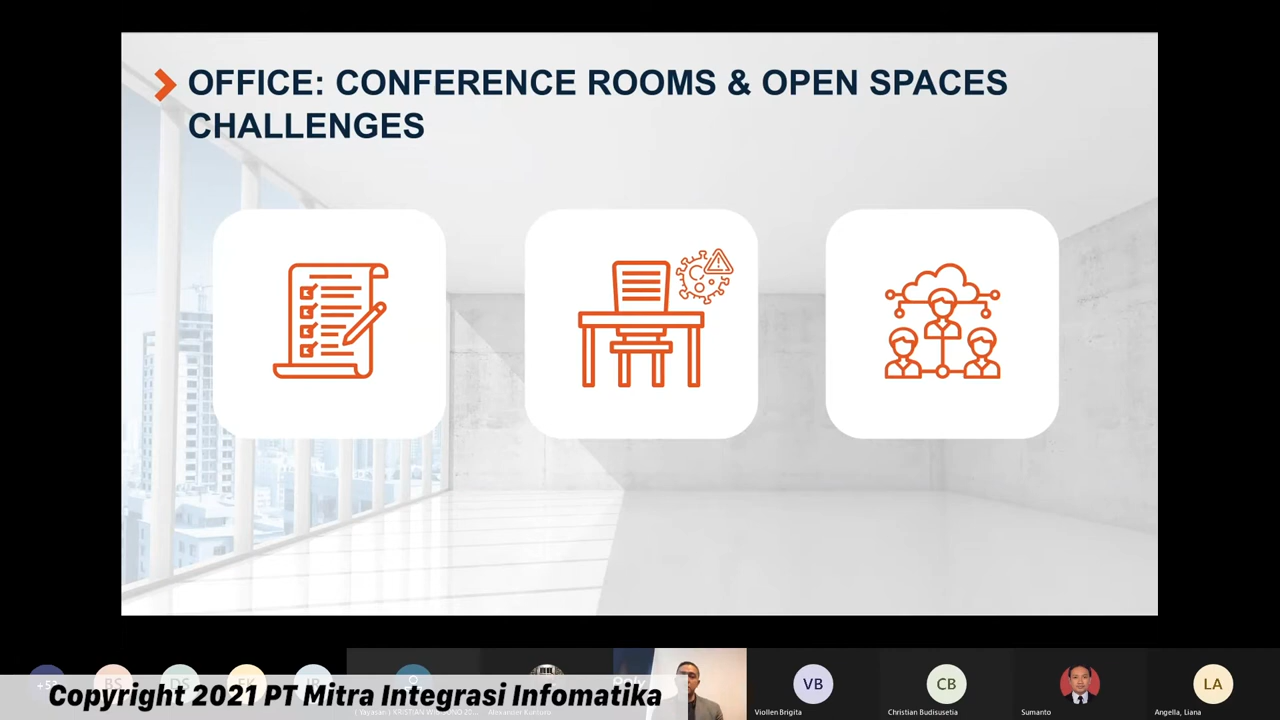 OFFICE: CONFERENCE ROOMS & OPEN SPACES
CHALLENGES
VB
CB
LA
Copyright 2021 PT Mitra Integrasi Infomatika
Viollen Brigita
Christian Budisusetia
Sumanto
Angella, Liana